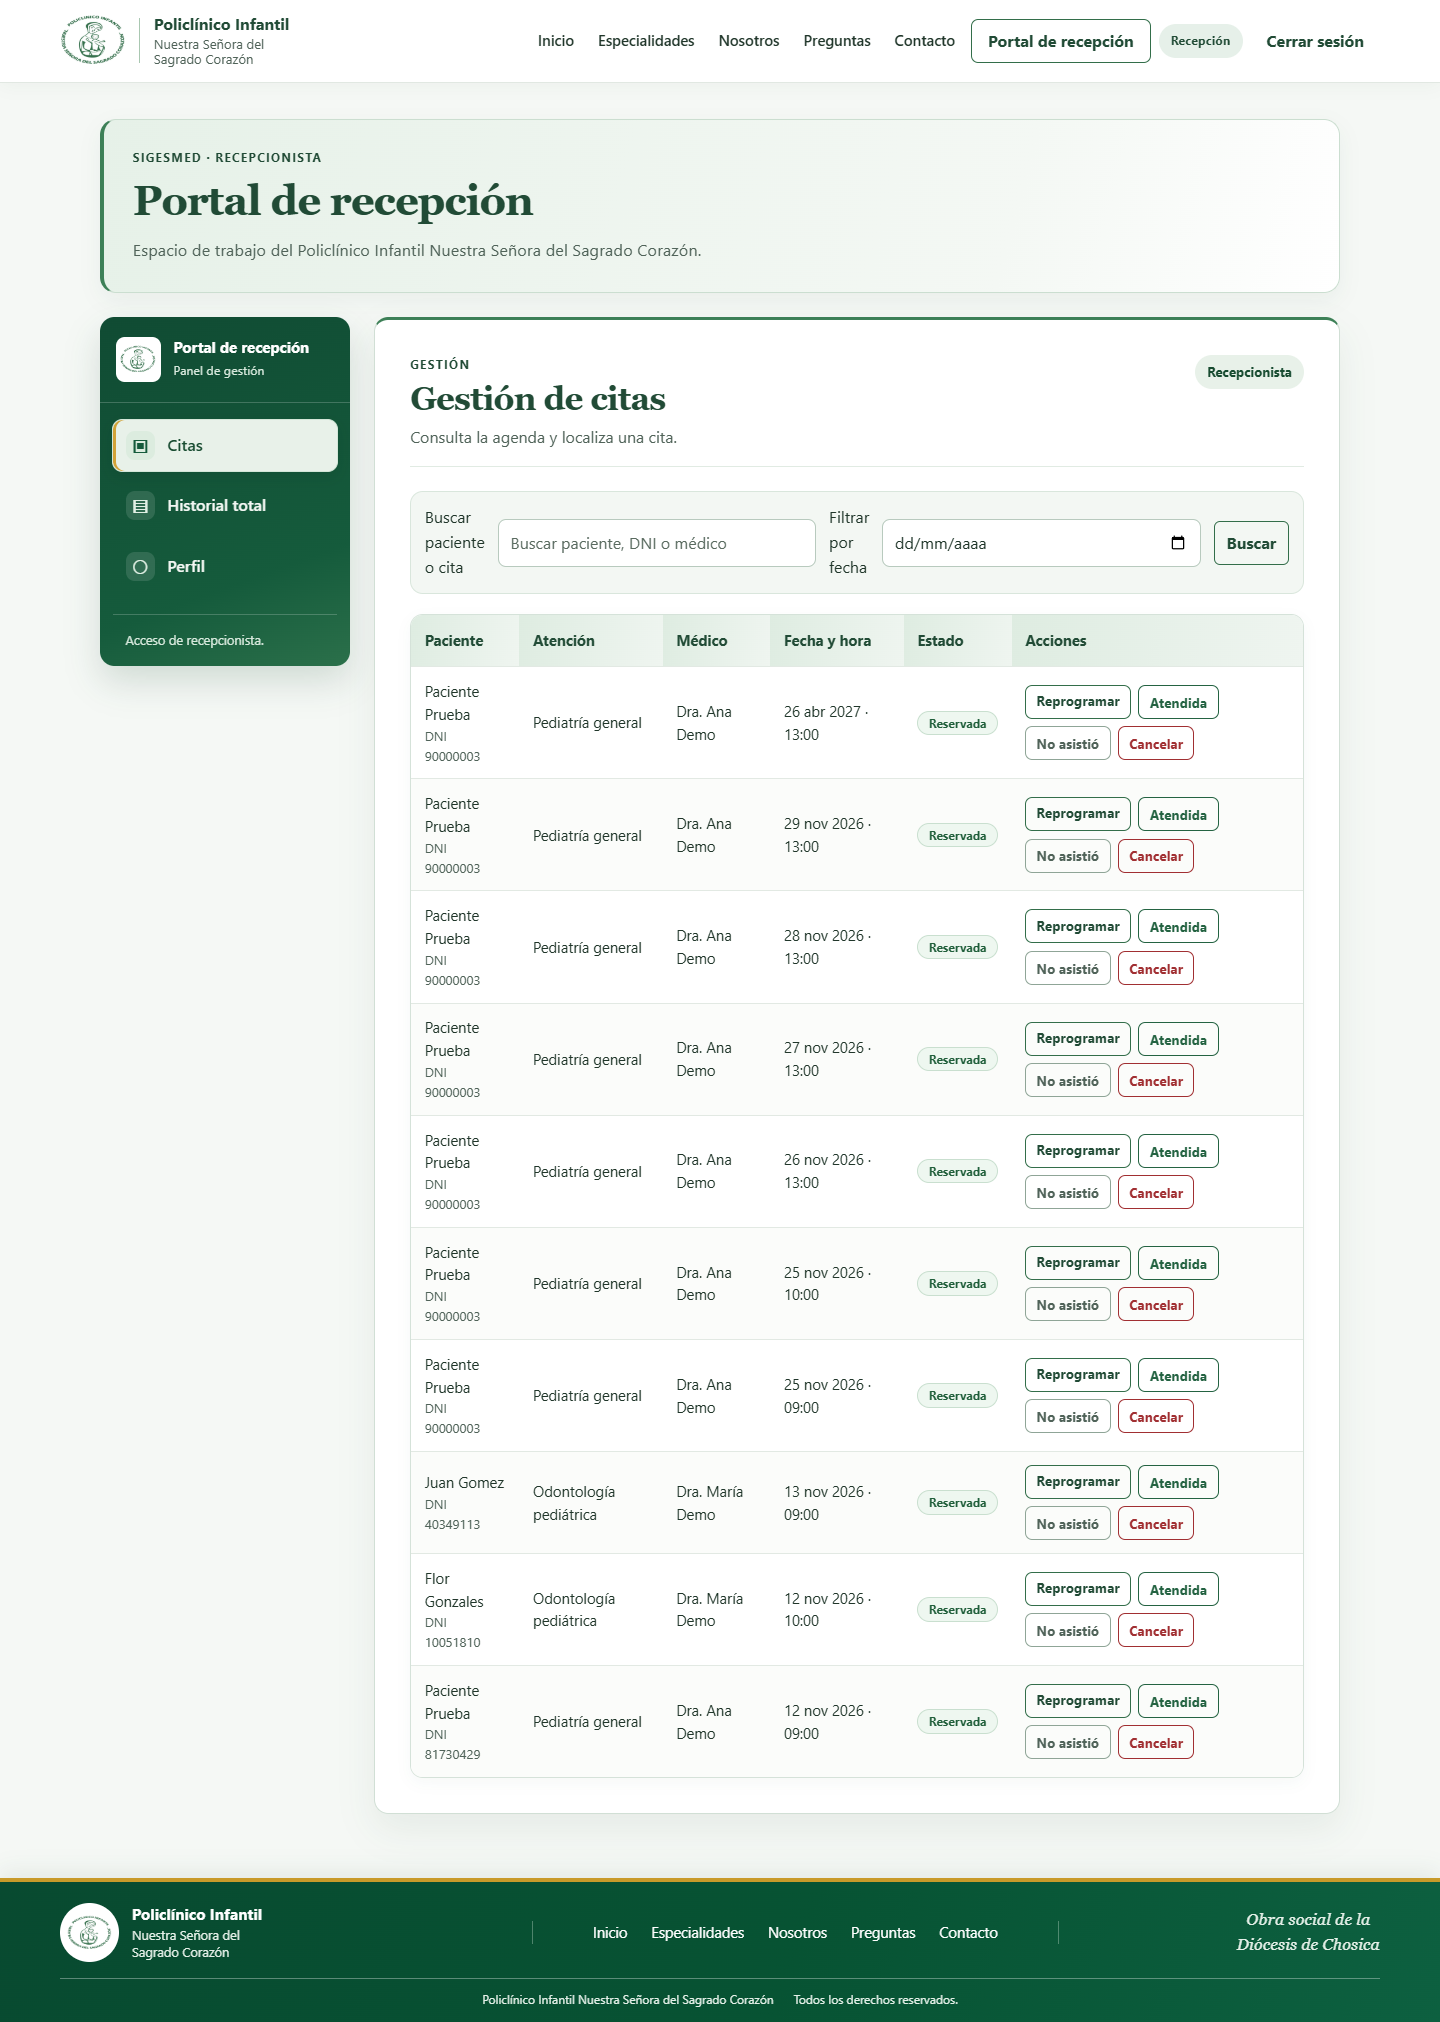 Policlínico Infantil
Nuestra Señora del
Sagrado Corazón
Inicio Especialidades Nosotros Preguntas Contacto Portal de recepción Recepción Cerrar sesión
SIGESMED · RECEPCIONISTA
Portal de recepción
Espacio de trabajo del Policlínico Infantil Nuestra Señora del Sagrado Corazón.
Portal de recepción
Panel de gestión
Citas
Historial total
Perfil
Acceso de recepcionista.
GESTIÓN
Gestión de citas
Consulta la agenda y localiza una cita.
Recepcionista
Buscar
paciente
o cita
Buscar paciente, DNI o médico
Filtrar
por
fecha
dd/mm/aaaa
Buscar
Paciente Atención Médico Fecha y hora Estado Acciones
Paciente
Prueba
DNI
90000003
Pediatría general
Dra. Ana
Demo
26 abr 2027 ·
13:00
Reservada
Reprogramar Atendida
No asistió Cancelar
Paciente
Prueba
DNI
90000003
Pediatría general
Dra. Ana
Demo
29 nov 2026 ·
13:00
Reservada
Reprogramar Atendida
No asistió Cancelar
Paciente
Prueba
DNI
90000003
Pediatría general
Dra. Ana
Demo
28 nov 2026 ·
13:00
Reservada
Reprogramar Atendida
No asistió Cancelar
Paciente
Prueba
DNI
90000003
Pediatría general
Dra. Ana
Demo
27 nov 2026 ·
13:00
Reservada
Reprogramar Atendida
No asistió Cancelar
Paciente
Prueba
DNI
90000003
Pediatría general
Dra. Ana
Demo
26 nov 2026 ·
13:00
Reservada
Reprogramar Atendida
No asistió Cancelar
Paciente
Prueba
DNI
90000003
Pediatría general
Dra. Ana
Demo
25 nov 2026 ·
10:00
Reservada
Reprogramar Atendida
No asistió Cancelar
Paciente
Prueba
DNI
90000003
Pediatría general
Dra. Ana
Demo
25 nov 2026 ·
09:00
Reservada
Reprogramar Atendida
No asistió Cancelar
Juan Gomez
DNI
40349113
Odontología
pediátrica
Dra. María
Demo
13 nov 2026 ·
09:00
Reservada
Reprogramar Atendida
No asistió Cancelar
Flor
Gonzales
DNI
10051810
Odontología
pediátrica
Dra. María
Demo
12 nov 2026 ·
10:00
Reservada
Reprogramar Atendida
No asistió Cancelar
Paciente
Prueba
DNI
81730429
Pediatría general
Dra. Ana
Demo
12 nov 2026 ·
09:00
Reservada
Reprogramar Atendida
No asistió Cancelar
Policlínico Infantil
Nuestra Señora del
Sagrado Corazón
Inicio Especialidades Nosotros Preguntas Contacto
Obra social de la
Diócesis de Chosica
Policlínico Infantil Nuestra Señora del Sagrado Corazón Todos los derechos reservados.